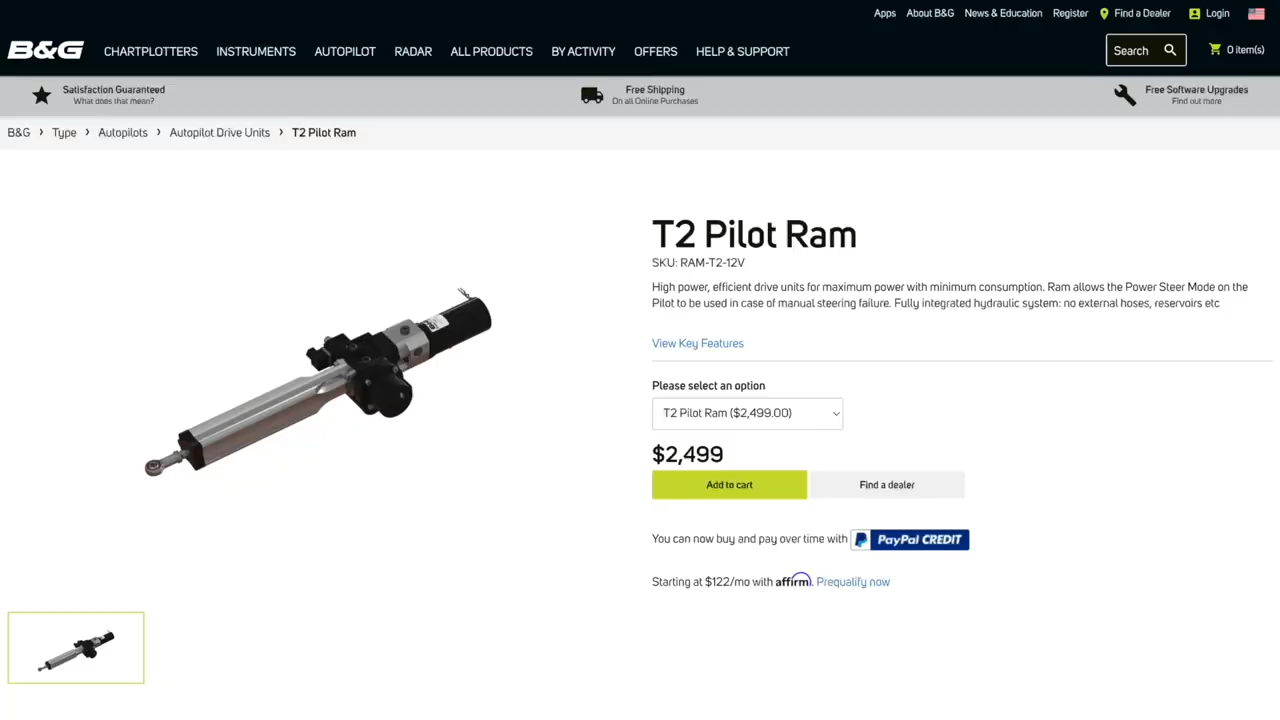 Apps About B&G News & Education Register Find a Dealer Login
B&G CHARTPLOTTERS INSTRUMENTS AUTOPILOT RADAR ALL PRODUCTS BY ACTIVITY OFFERS HELP & SUPPORT Search 0 item(s)
Satisfaction Guaranteed
What does that mean?
Free Shipping
On all Online Purchases
Free Software Upgrades
Find out more
B&G › Type › Autopilots › Autopilot Drive Units › T2 Pilot Ram
T2 Pilot Ram
SKU: RAM-T2-12V
High power, efficient drive units for maximum power with minimum consumption. Ram allows the Power Steer Mode on the
Pilot to be used in case of manual steering failure. Fully integrated hydraulic system: no external hoses, reservoirs etc
View Key Features
Please select an option
T2 Pilot Ram ($2,499.00)
$2,499
Add to cart Find a dealer
You can now buy and pay over time with PayPal CREDIT
Starting at $122/mo with affirm. Prequalify now